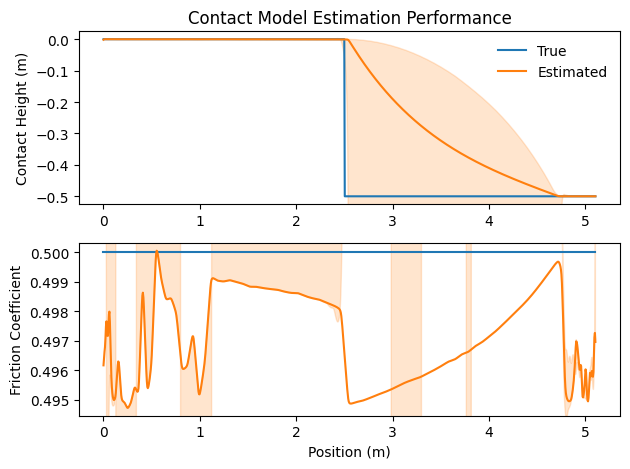 Contact Model Estimation Performance
Contact Height (m)
0.0
−0.1
−0.2
−0.3
−0.4
−0.5
True
Estimated
0 1 2 3 4 5
Friction Coefficient
0.500
0.499
0.498
0.497
0.496
0.495
0 1 2 3 4 5
Position (m)